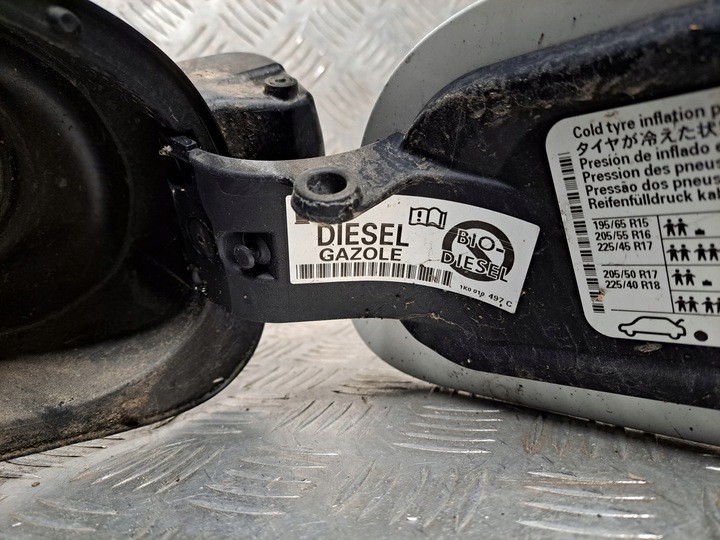 DIESEL
GAZOLE
BIO-
DIESEL
1K0 010 497 C
Cold tyre inflation
タイヤが冷えた状
Presión de inflado
Pression des pneus
Pressão dos pneus
Reifenfülldruck
195/65 R15
205/55 R16
225/45 R17
205/50 R17
225/40 R18